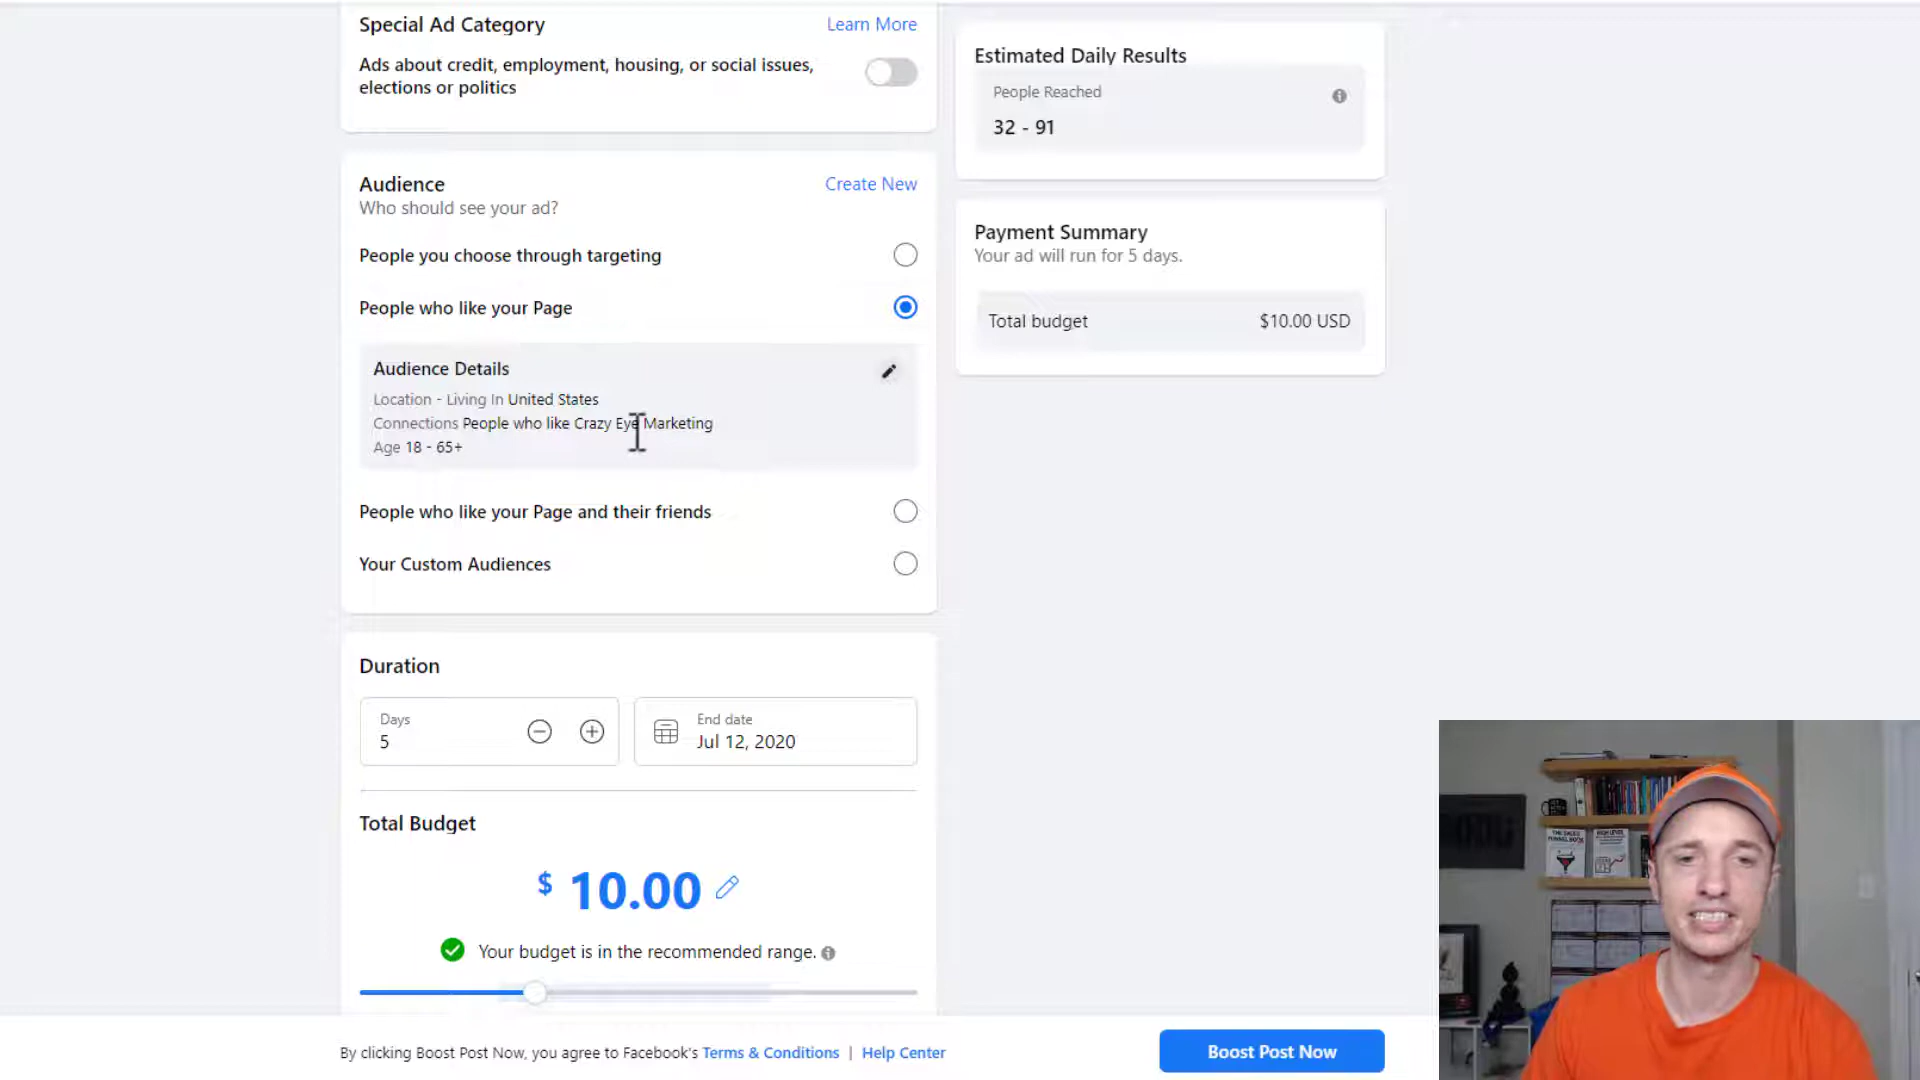 Special Ad Category
Learn More
Ads about credit, employment, housing, or social issues,
elections or politics
Audience
Create New
Who should see your ad?
People you choose through targeting
People who like your Page
Audience Details
Location - Living In United States
Connections People who like Crazy Eye Marketing
Age 18 - 65+
People who like your Page and their friends
Your Custom Audiences
Duration
Days
5
End date
Jul 12, 2020
Total Budget
$ 10.00
Your budget is in the recommended range.
Estimated Daily Results
People Reached
32 - 91
Payment Summary
Your ad will run for 5 days.
Total budget
$10.00 USD
By clicking Boost Post Now, you agree to Facebook's Terms & Conditions | Help Center
Boost Post Now